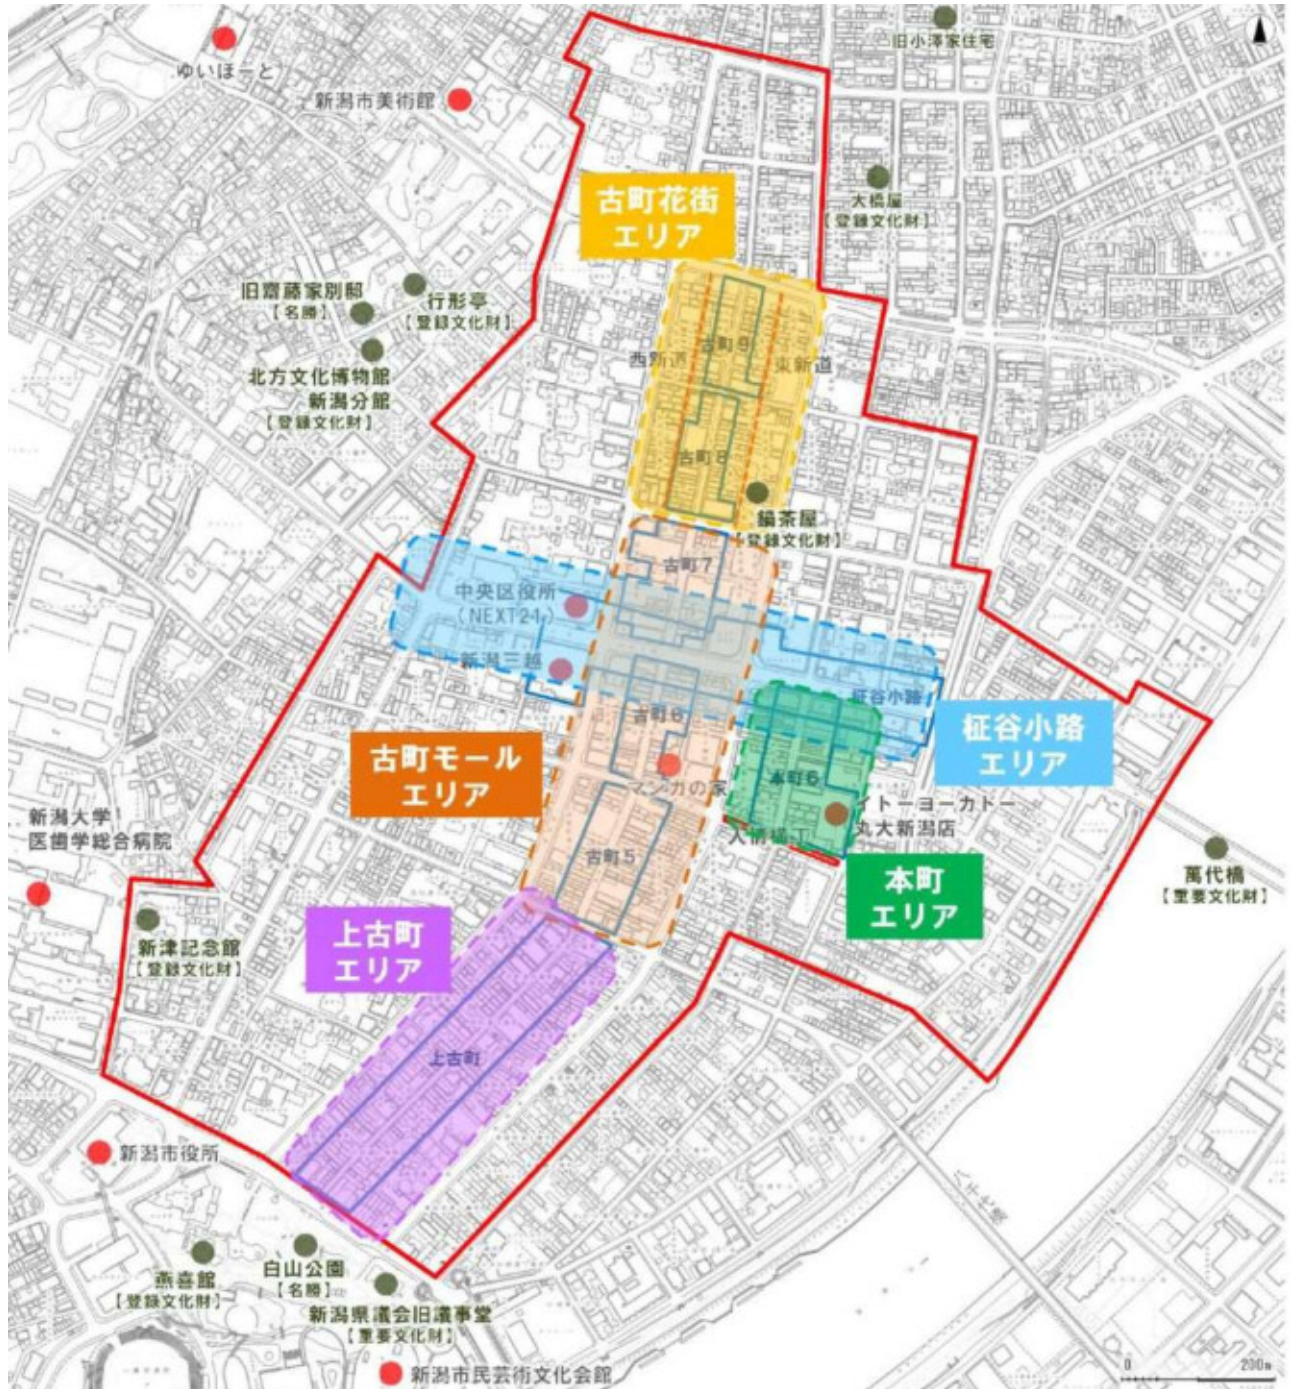 旧小澤家住宅
ゆいぽーと
新潟市美術館
古町花街
エリア
大橋屋
【登録文化財】
旧齋藤家別邸
【名勝】
行形亭
【登録文化財】
北方文化博物館
新潟分館
【登録文化財】
西新道
古町9
東新道
古町8
鍋茶屋
【登録文化財】
古町7
中央区役所
(NEXT21)
新潟三越
古町6
柾谷小路
柾谷小路
エリア
古町モール
エリア
マンガの家
本町6
イトーヨーカドー
丸大新潟店
人情横丁
新潟大学
医歯学総合病院
古町5
本町
エリア
萬代橋
【重要文化財】
上古町
エリア
新津記念館
【登録文化財】
上古町
新潟市役所
八千代橋
燕喜館
【登録文化財】
白山公園
【名勝】
新潟県議会旧議事堂
【重要文化財】
新潟市民芸術文化会館
0 200m